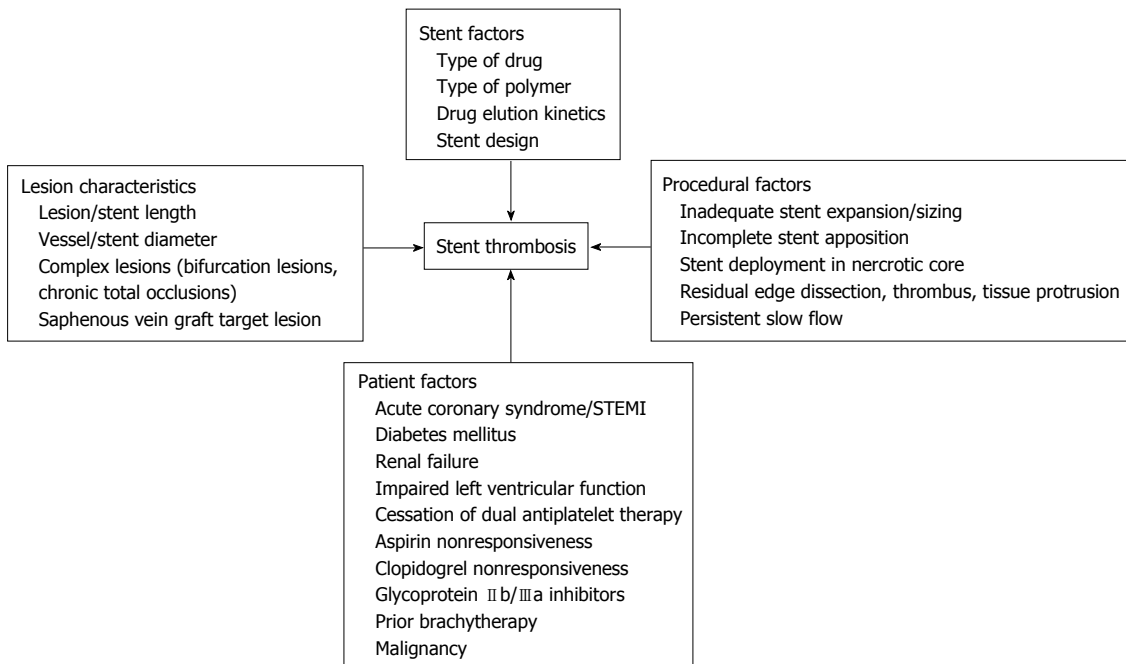 Stent factors
Type of drug
Type of polymer
Drug elution kinetics
Stent design
Lesion characteristics
Lesion/stent length
Vessel/stent diameter
Complex lesions (bifurcation lesions,
chronic total occlusions)
Saphenous vein graft target lesion
Stent thrombosis
Procedural factors
Inadequate stent expansion/sizing
Incomplete stent apposition
Stent deployment in nercrotic core
Residual edge dissection, thrombus, tissue protrusion
Persistent slow flow
Patient factors
Acute coronary syndrome/STEMI
Diabetes mellitus
Renal failure
Impaired left ventricular function
Cessation of dual antiplatelet therapy
Aspirin nonresponsiveness
Clopidogrel nonresponsiveness
Glycoprotein Ⅱb/Ⅲa inhibitors
Prior brachytherapy
Malignancy